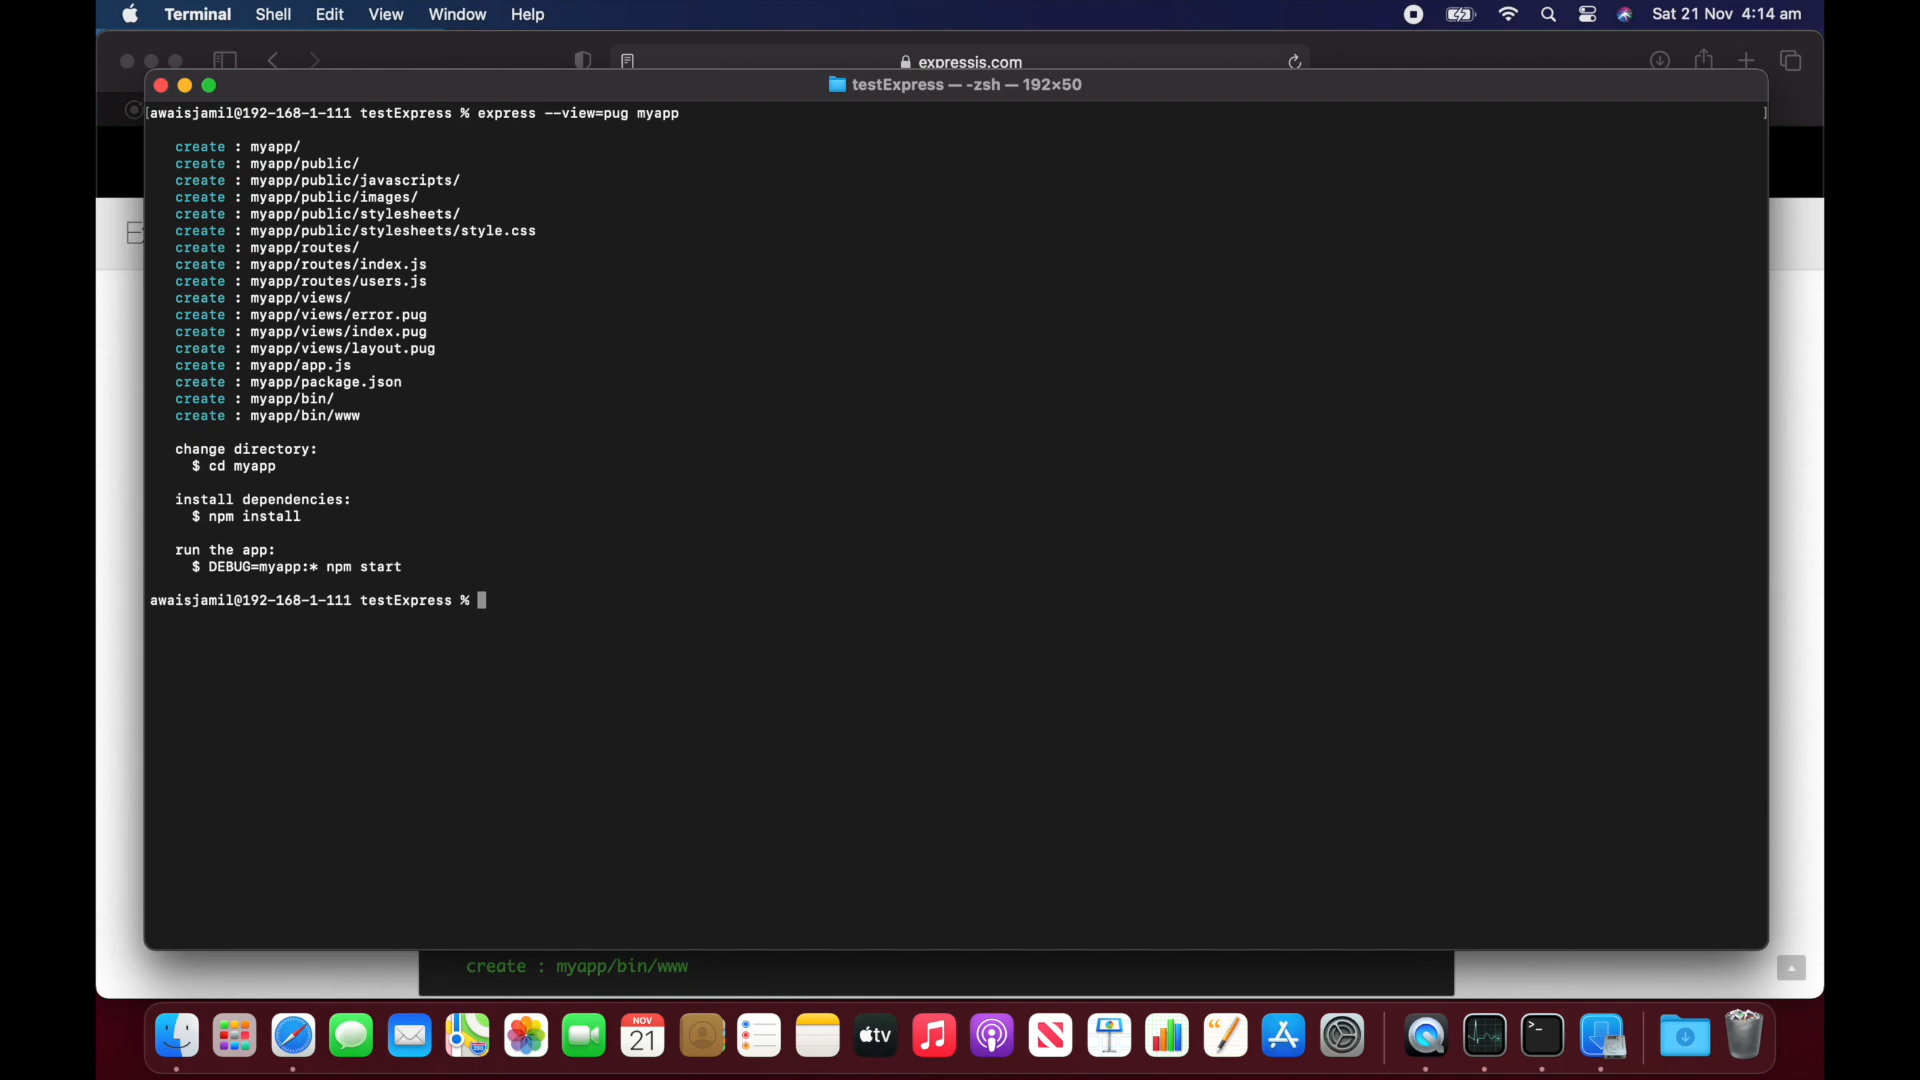 Terminal Shell Edit View Window Help Sat 21 Nov 4:14 am
expressjs.com
testExpress — -zsh — 192×50
[awaisjamil@192-168-1-111 testExpress % express --view=pug myapp ]
create : myapp/
create : myapp/public/
create : myapp/public/javascripts/
create : myapp/public/images/
create : myapp/public/stylesheets/
create : myapp/public/stylesheets/style.css
create : myapp/routes/
create : myapp/routes/index.js
create : myapp/routes/users.js
create : myapp/views/
create : myapp/views/error.pug
create : myapp/views/index.pug
create : myapp/views/layout.pug
create : myapp/app.js
create : myapp/package.json
create : myapp/bin/
create : myapp/bin/www
change directory:
$ cd myapp
install dependencies:
$ npm install
run the app:
$ DEBUG=myapp:* npm start
awaisjamil@192-168-1-111 testExpress %
create : myapp/bin/www
NOV
21
tv
>_